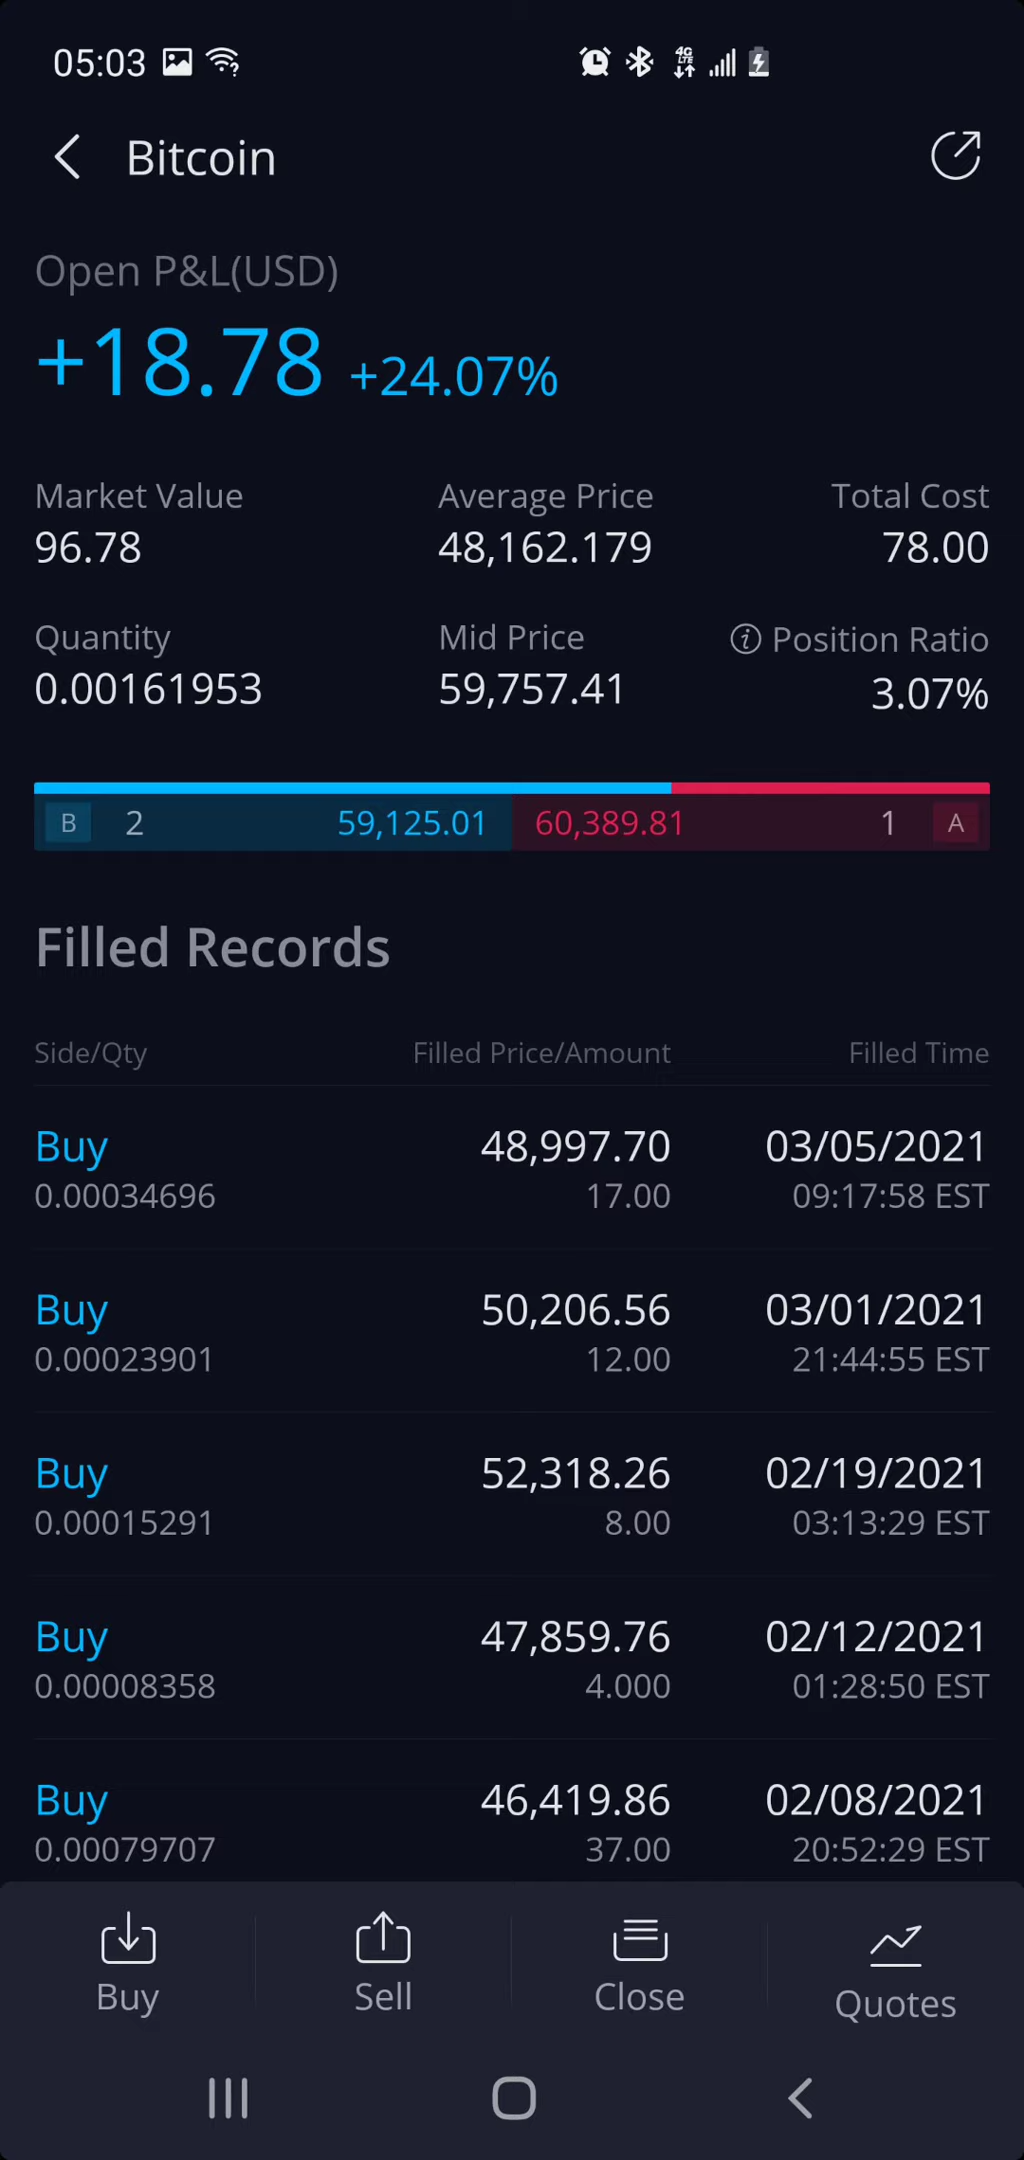 05:03
4G LTE
Bitcoin
Open P&L(USD)
+18.78 +24.07%
Market Value Average Price Total Cost
96.78 48,162.179 78.00
Quantity Mid Price Position Ratio
0.00161953 59,757.41 3.07%
B 2 59,125.01 60,389.81 1 A
Filled Records
Side/Qty Filled Price/Amount Filled Time
Buy 48,997.70 03/05/2021
0.00034696 17.00 09:17:58 EST
Buy 50,206.56 03/01/2021
0.00023901 12.00 21:44:55 EST
Buy 52,318.26 02/19/2021
0.00015291 8.00 03:13:29 EST
Buy 47,859.76 02/12/2021
0.00008358 4.000 01:28:50 EST
Buy 46,419.86 02/08/2021
0.00079707 37.00 20:52:29 EST
Buy Sell Close Quotes